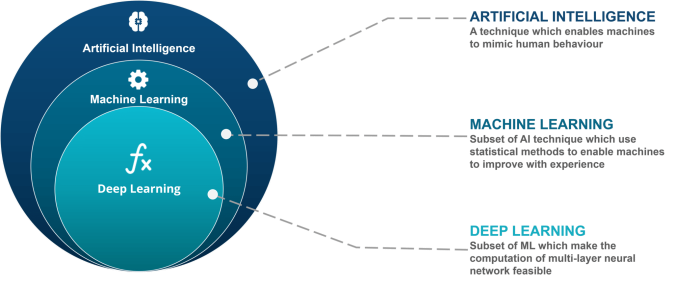 Artificial Intelligence
Machine Learning
fx
Deep Learning
ARTIFICIAL INTELLIGENCE
A technique which enables machines
to mimic human behaviour
MACHINE LEARNING
Subset of AI technique which use
statistical methods to enable machines
to improve with experience
DEEP LEARNING
Subset of ML which make the
computation of multi-layer neural
network feasible